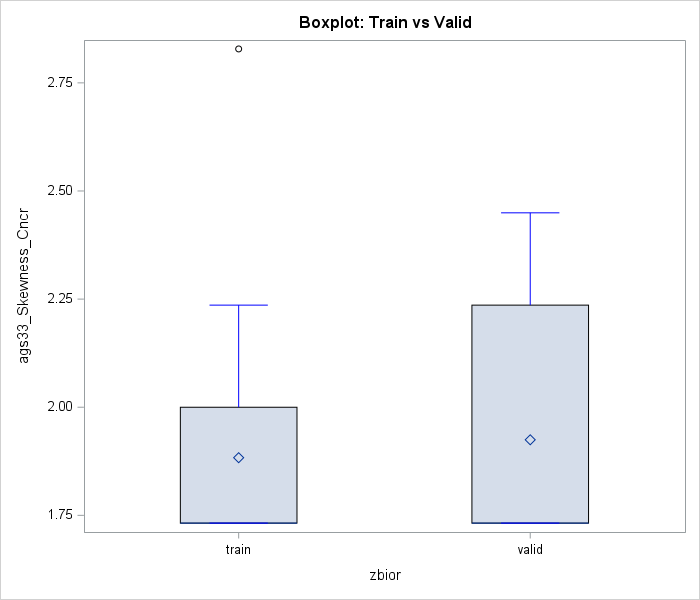 Boxplot: Train vs Valid
2.75
2.50
2.25
2.00
1.75
ags33_Skewness_Cncr
train
valid
zbior